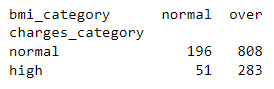 bmi_category normal over
charges_category
normal 196 808
high 51 283